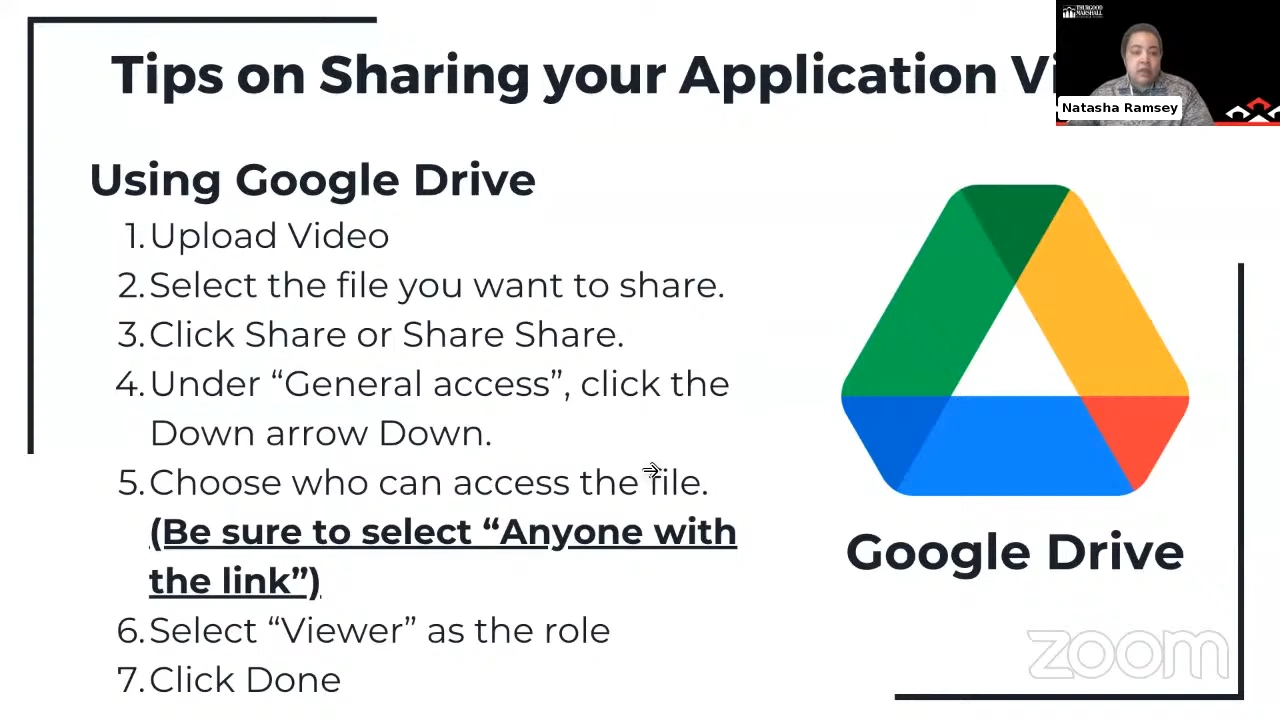 Tips on Sharing your Application
THURGOOD
MARSHALL
Natasha Ramsey
Using Google Drive
1. Upload Video
2. Select the file you want to share.
3. Click Share or Share Share.
4. Under “General access”, click the
Down arrow Down.
5. Choose who can access the file.
(Be sure to select “Anyone with
the link”)
6. Select “Viewer” as the role
7. Click Done
Google Drive
zoom